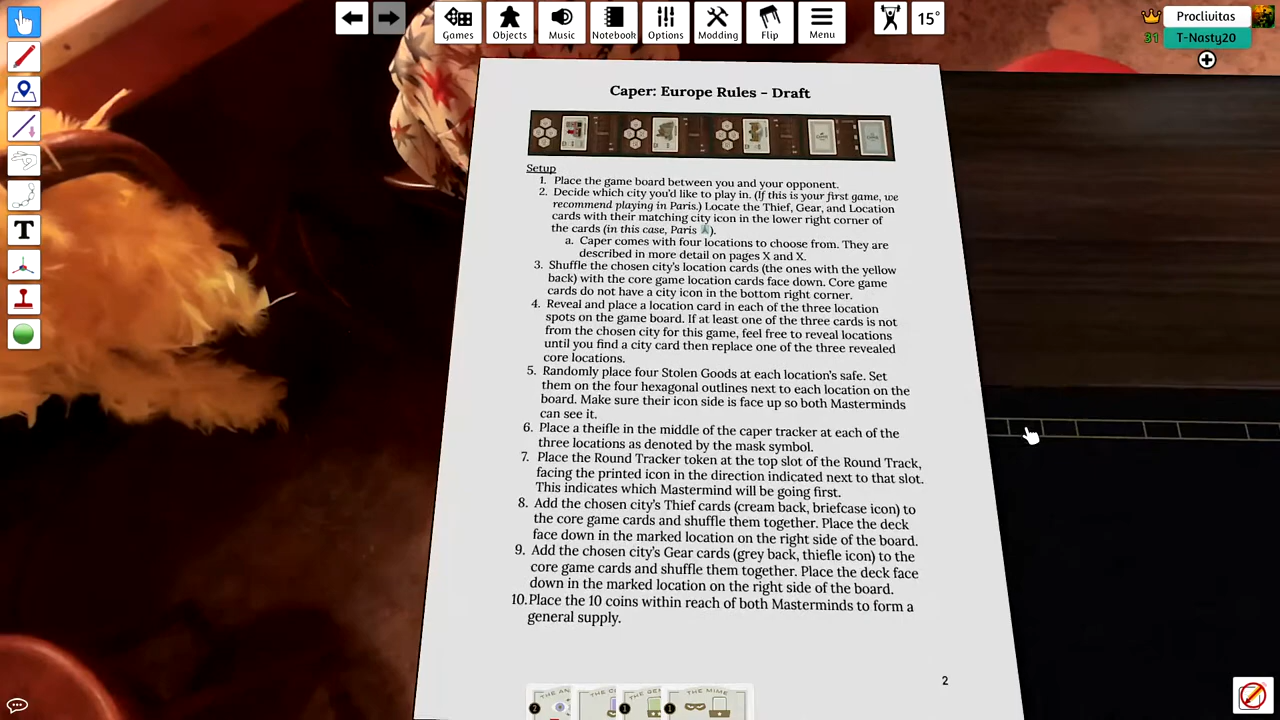 Games
Objects
Music
Notebook
Options
Modding
Flip
Menu
15°
Proclivitas
31 T-Nasty20
T
Caper: Europe Rules – Draft
Setup
1. Place the game board between you and your opponent.
2. Decide which city you'd like to play in. (If this is your first game, we
recommend playing in Paris.) Locate the Thief, Gear, and Location
cards with their matching city icon in the lower right corner of
the cards (in this case, Paris ).
a. Caper comes with four locations to choose from. They are
described in more detail on pages X and X.
3. Shuffle the chosen city's location cards (the ones with the yellow
back) with the core game location cards face down. Core game
cards do not have a city icon in the bottom right corner.
4. Reveal and place a location card in each of the three location
spots on the game board. If at least one of the three cards is not
from the chosen city for this game, feel free to reveal locations
until you find a city card then replace one of the three revealed
core locations.
5. Randomly place four Stolen Goods at each location's safe. Set
them on the four hexagonal outlines next to each location on the
board. Make sure their icon side is face up so both Masterminds
can see it.
6. Place a theifle in the middle of the caper tracker at each of the
three locations as denoted by the mask symbol.
7. Place the Round Tracker token at the top slot of the Round Track,
facing the printed icon in the direction indicated next to that slot.
This indicates which Mastermind will be going first.
8. Add the chosen city's Thief cards (cream back, briefcase icon) to
the core game cards and shuffle them together. Place the deck
face down in the marked location on the right side of the board.
9. Add the chosen city's Gear cards (grey back, thiefle icon) to the
core game cards and shuffle them together. Place the deck face
down in the marked location on the right side of the board.
10. Place the 10 coins within reach of both Masterminds to form a
general supply.
2
2 THE
1
1 THE MIME